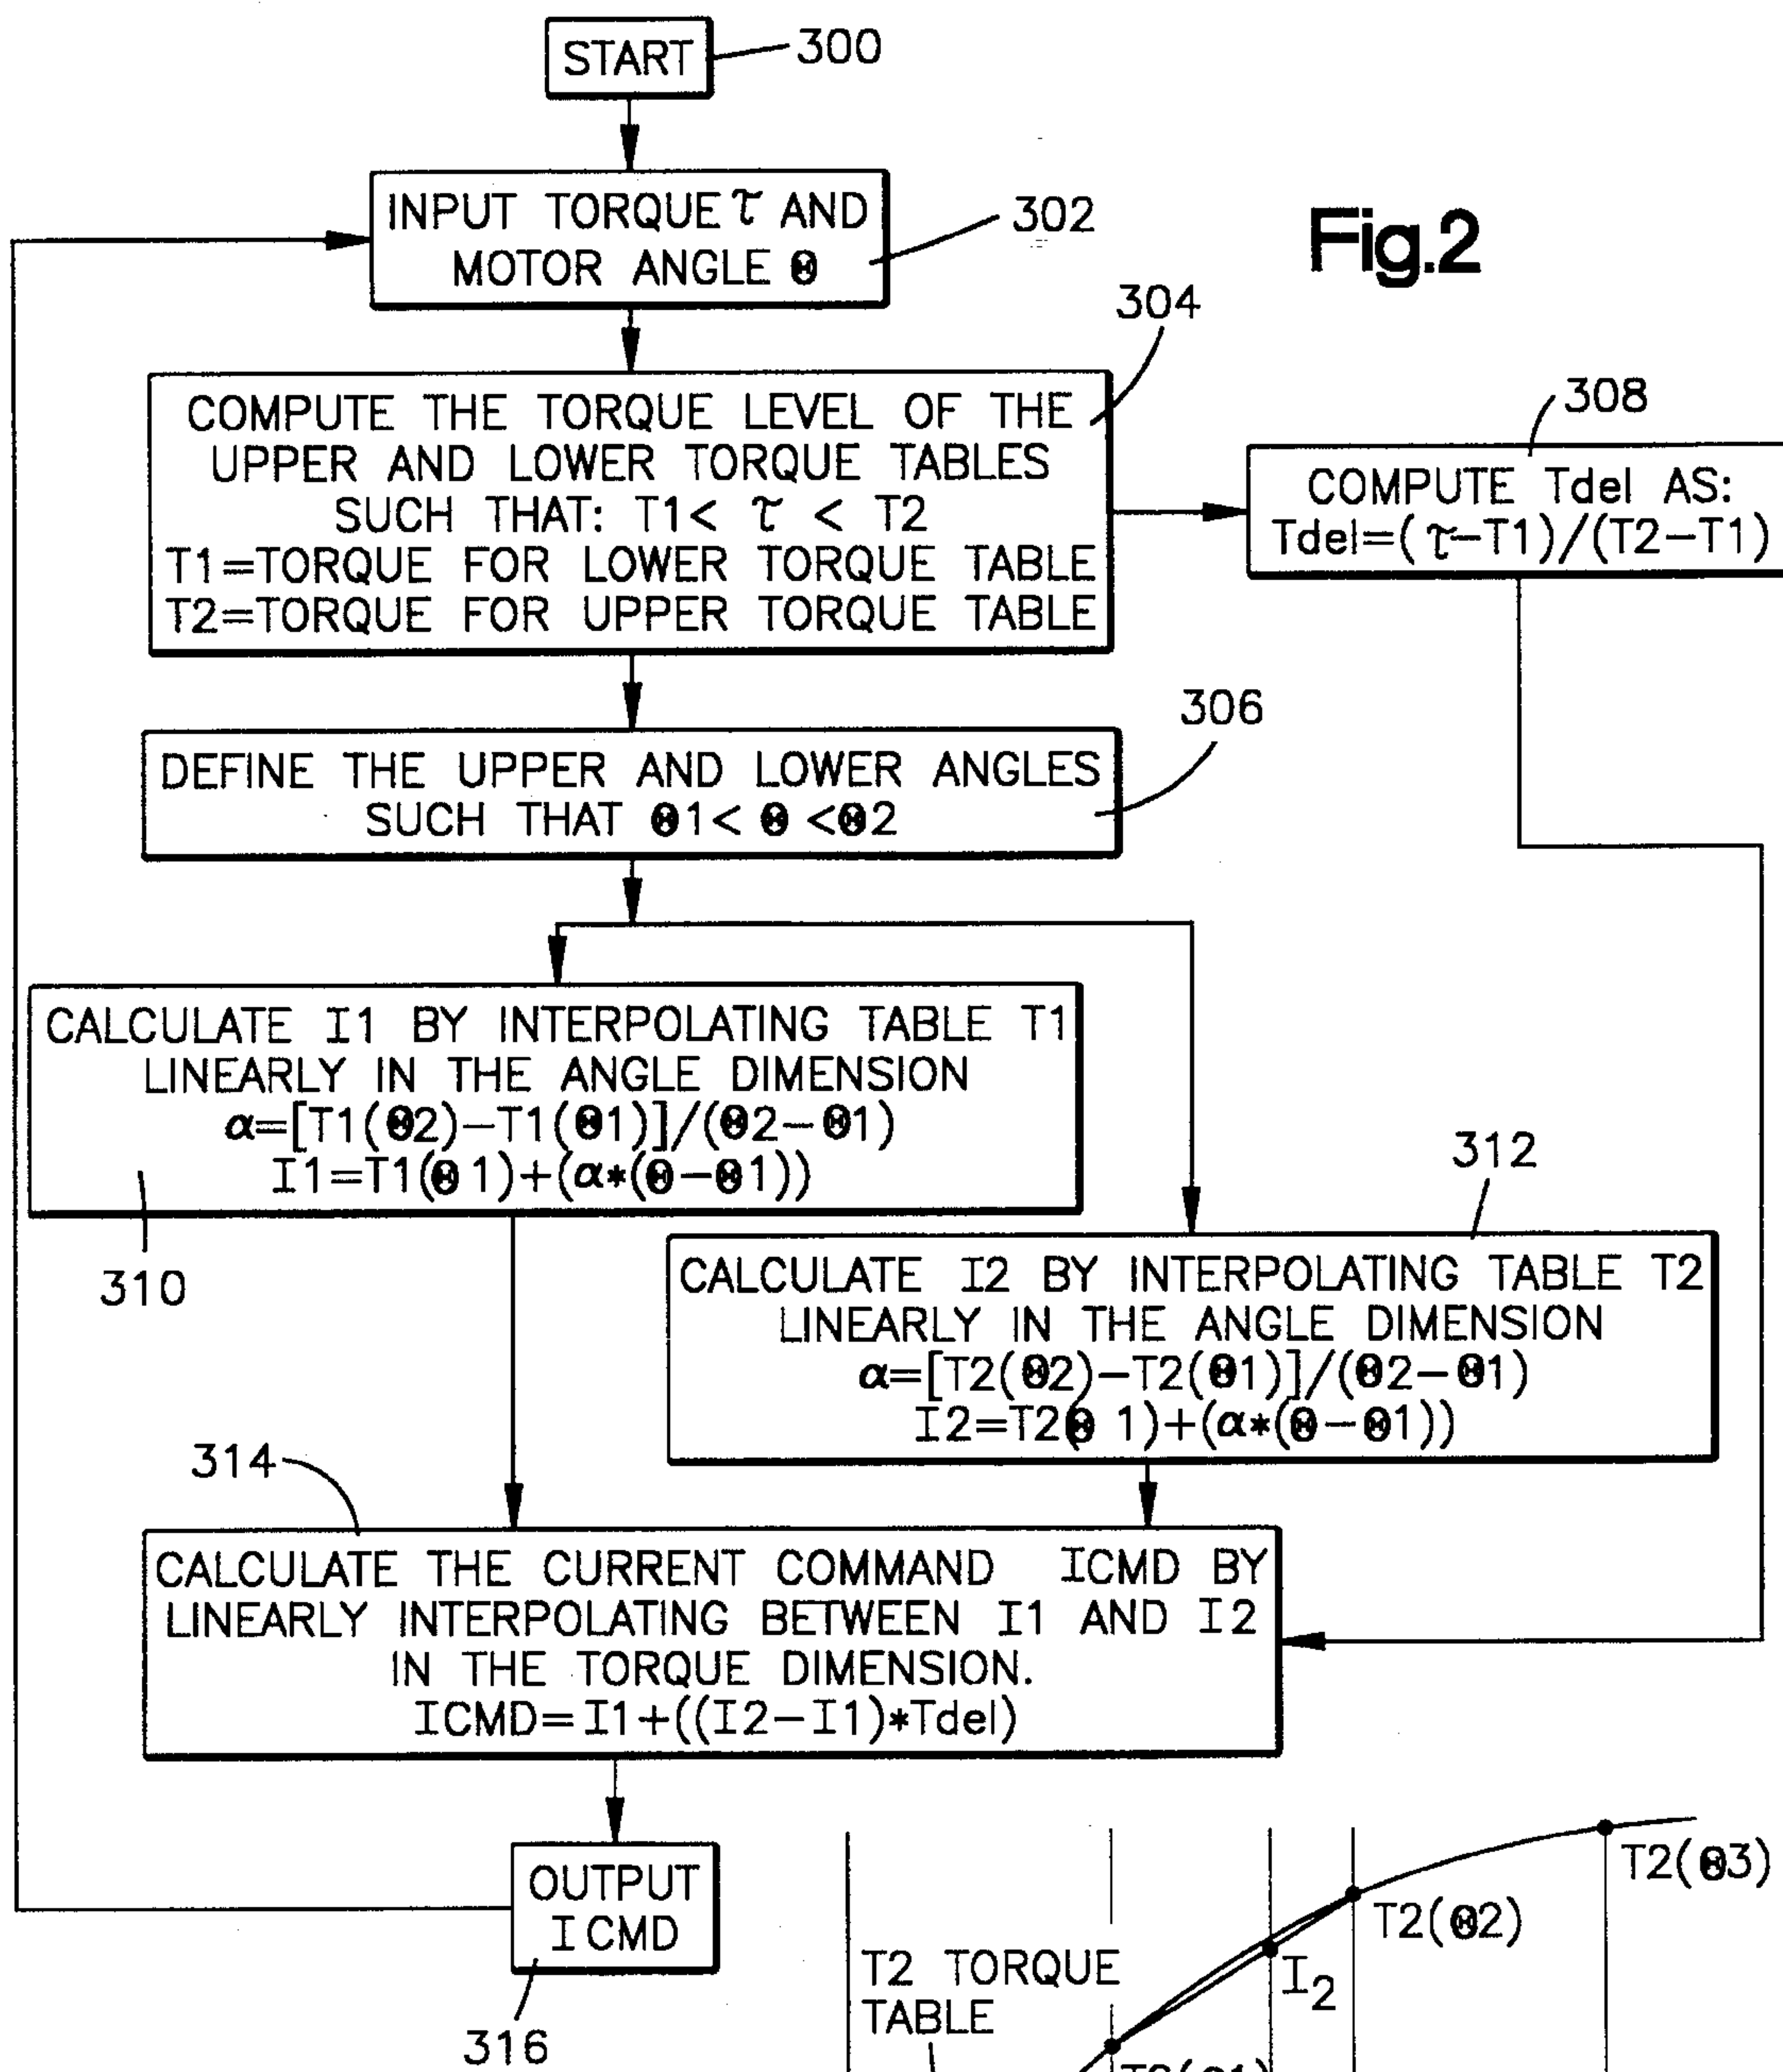 START
300
INPUT TORQUE τ AND
MOTOR ANGLE Θ
302
Fig.2
304
COMPUTE THE TORQUE LEVEL OF THE
UPPER AND LOWER TORQUE TABLES
SUCH THAT: T1< τ < T2
T1=TORQUE FOR LOWER TORQUE TABLE
T2=TORQUE FOR UPPER TORQUE TABLE
308
COMPUTE Tdel AS:
Tdel=(τ-T1)/(T2-T1)
306
DEFINE THE UPPER AND LOWER ANGLES
SUCH THAT Θ1< Θ <Θ2
CALCULATE I1 BY INTERPOLATING TABLE T1
LINEARLY IN THE ANGLE DIMENSION
α=[T1(Θ2)-T1(Θ1)]/(Θ2-Θ1)
I1=T1(Θ 1)+(α*(Θ-Θ1))
310
312
CALCULATE I2 BY INTERPOLATING TABLE T2
LINEARLY IN THE ANGLE DIMENSION
α=[T2(Θ2)-T2(Θ1)]/(Θ2-Θ1)
I2=T2(Θ 1)+(α*(Θ-Θ1))
314
CALCULATE THE CURRENT COMMAND ICMD BY
LINEARLY INTERPOLATING BETWEEN I1 AND I2
IN THE TORQUE DIMENSION.
ICMD=I1+((I2-I1)*Tdel)
OUTPUT
ICMD
316
T2(Θ3)
T2(Θ2)
I2
T2 TORQUE
TABLE
T2(Θ1)